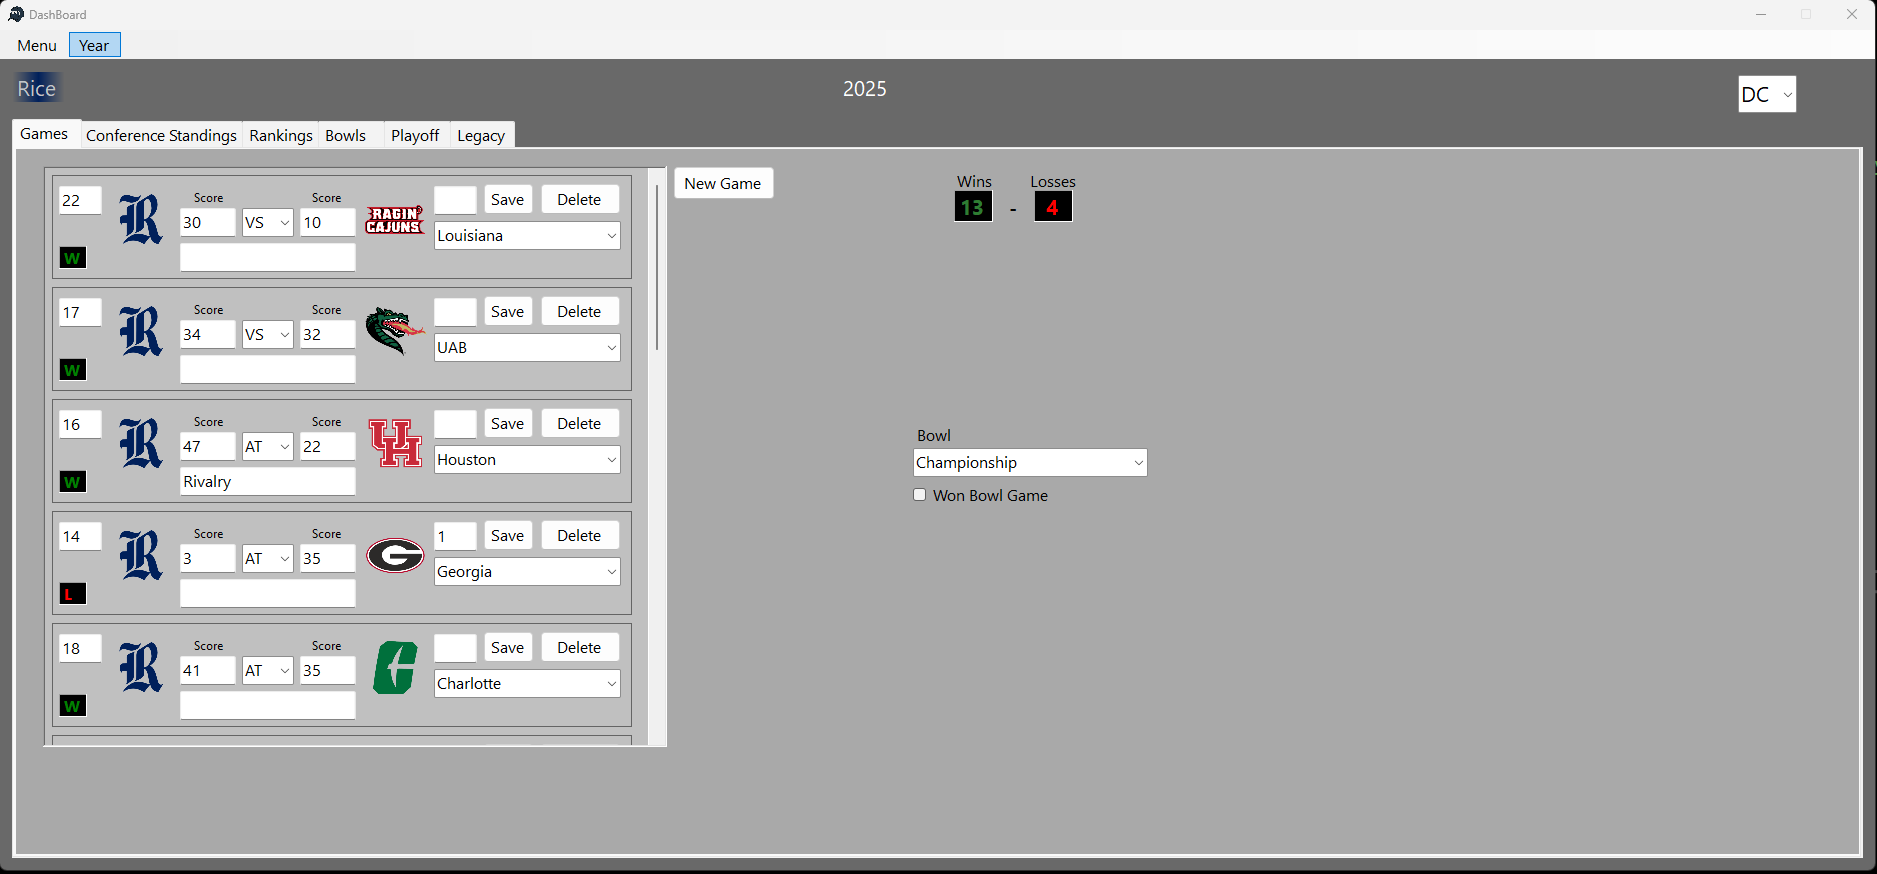 DashBoard
Menu Year
Rice 2025 DC
Games Conference Standings Rankings Bowls Playoff Legacy
22 R Score 30 VS Score 10 RAGIN' CAJUNS Save Delete
Louisiana
W
17 R Score 34 VS Score 32 Save Delete
UAB
W
16 R Score 47 AT Score 22 UH Save Delete
Houston
Rivalry
W
14 R Score 3 AT Score 35 G 1 Save Delete
Georgia
L
18 R Score 41 AT Score 35 C Save Delete
Charlotte
W
New Game
Wins Losses
13 - 4
Bowl
Championship
Won Bowl Game